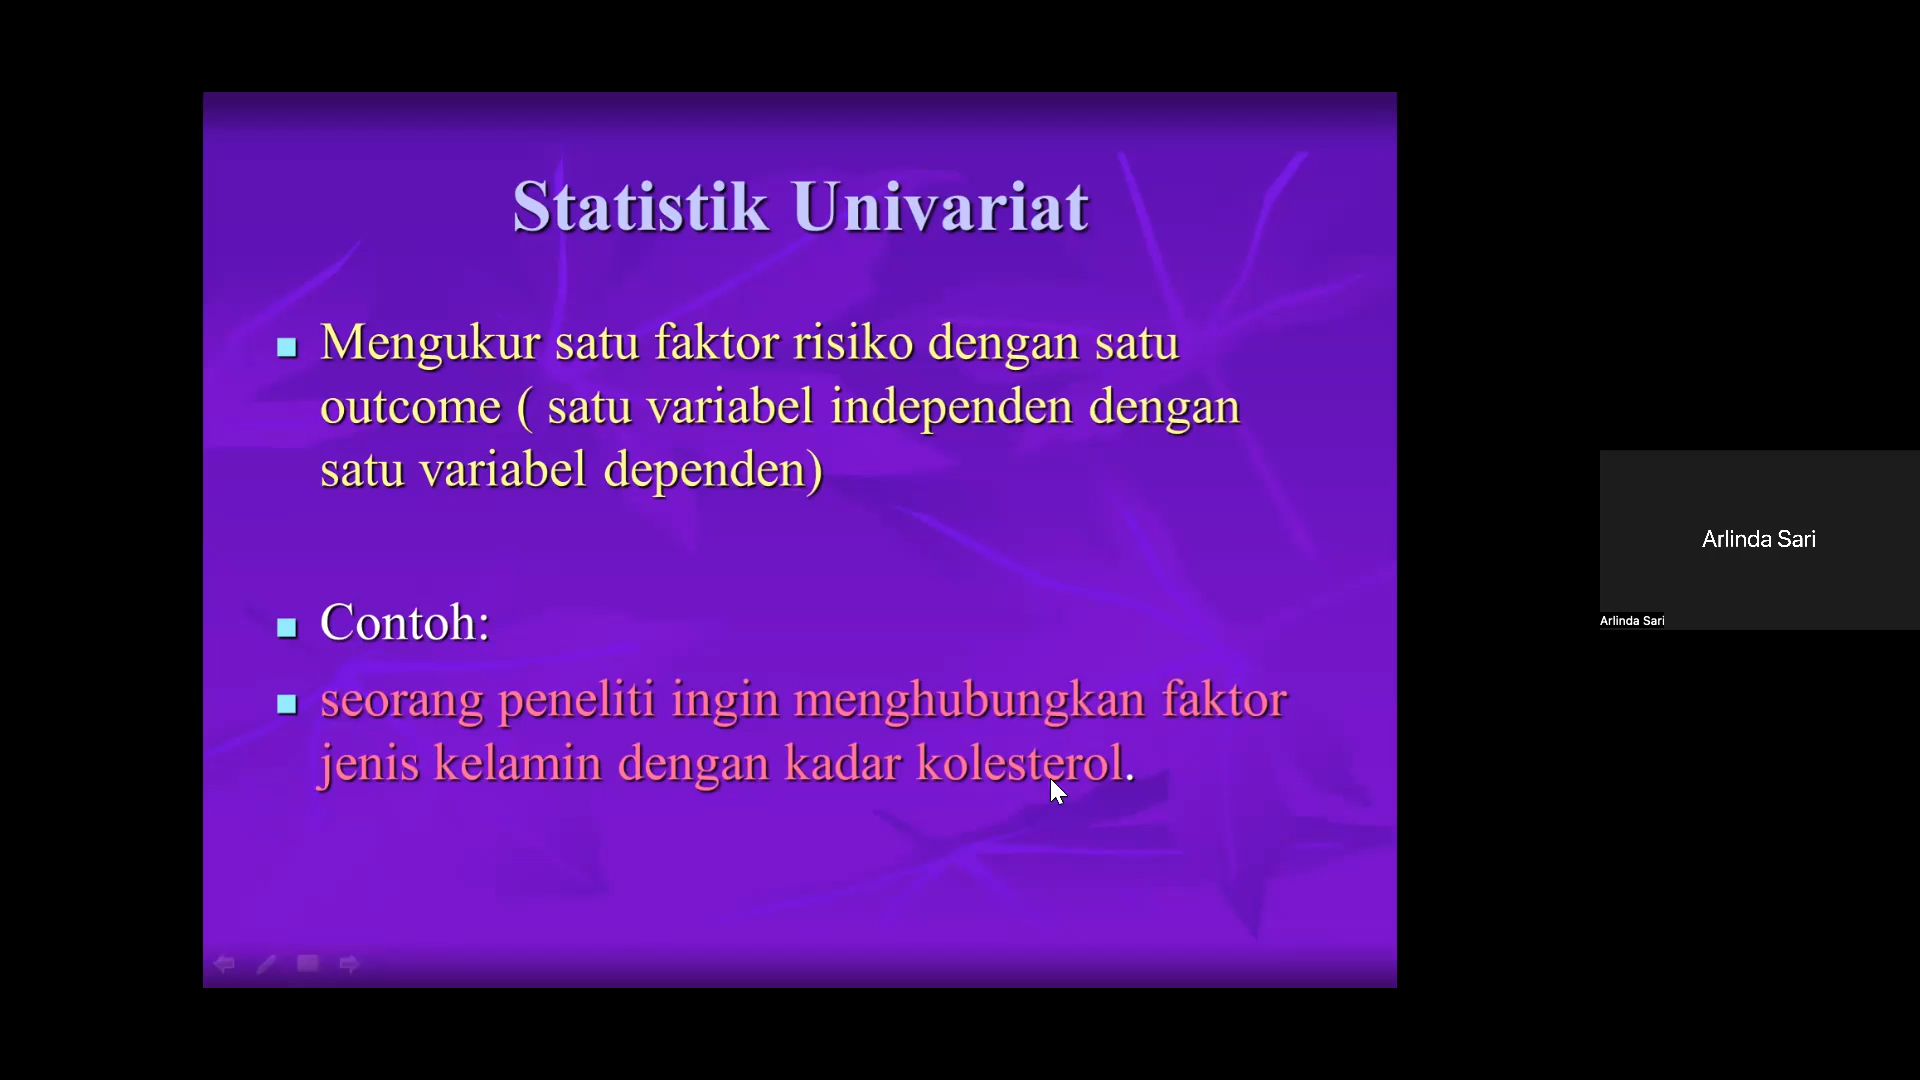 Statistik Univariat
Mengukur satu faktor risiko dengan satu
outcome ( satu variabel independen dengan
satu variabel dependen)
Contoh:
seorang peneliti ingin menghubungkan faktor
jenis kelamin dengan kadar kolesterol.
Arlinda Sari
Arlinda Sari